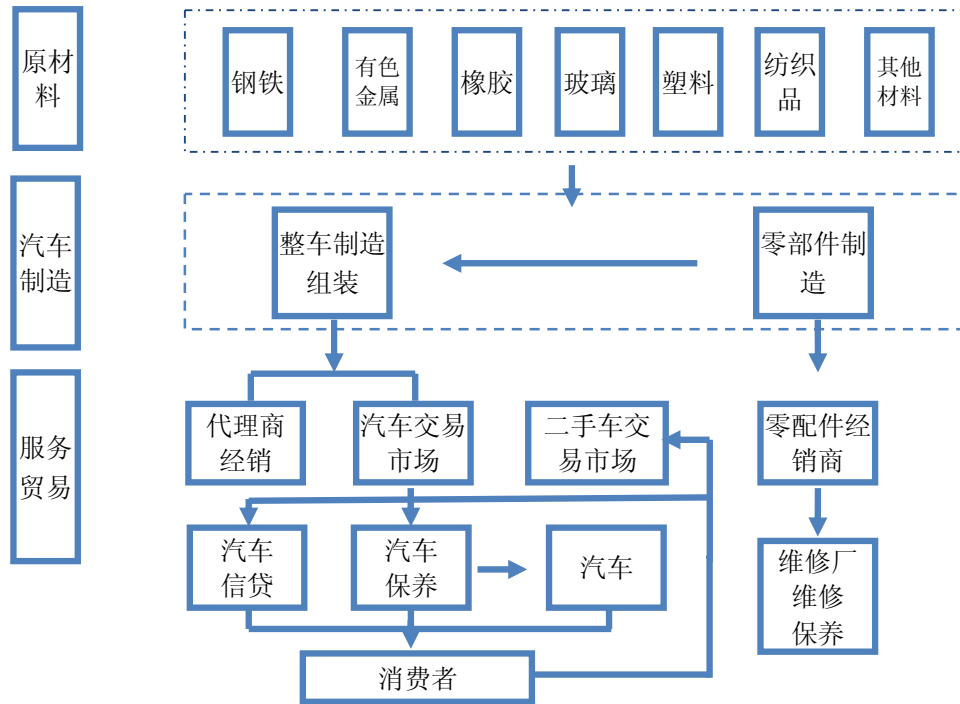 原材
料
钢铁
有色
金属
橡胶
玻璃
塑料
纺织
品
其他
材料
汽车
制造
整车制造
组装
零部件制
造
服务
贸易
代理商
经销
汽车交易
市场
二手车交
易市场
零配件经
销商
汽车
信贷
汽车
保养
汽车
维修厂
维修
保养
消费者